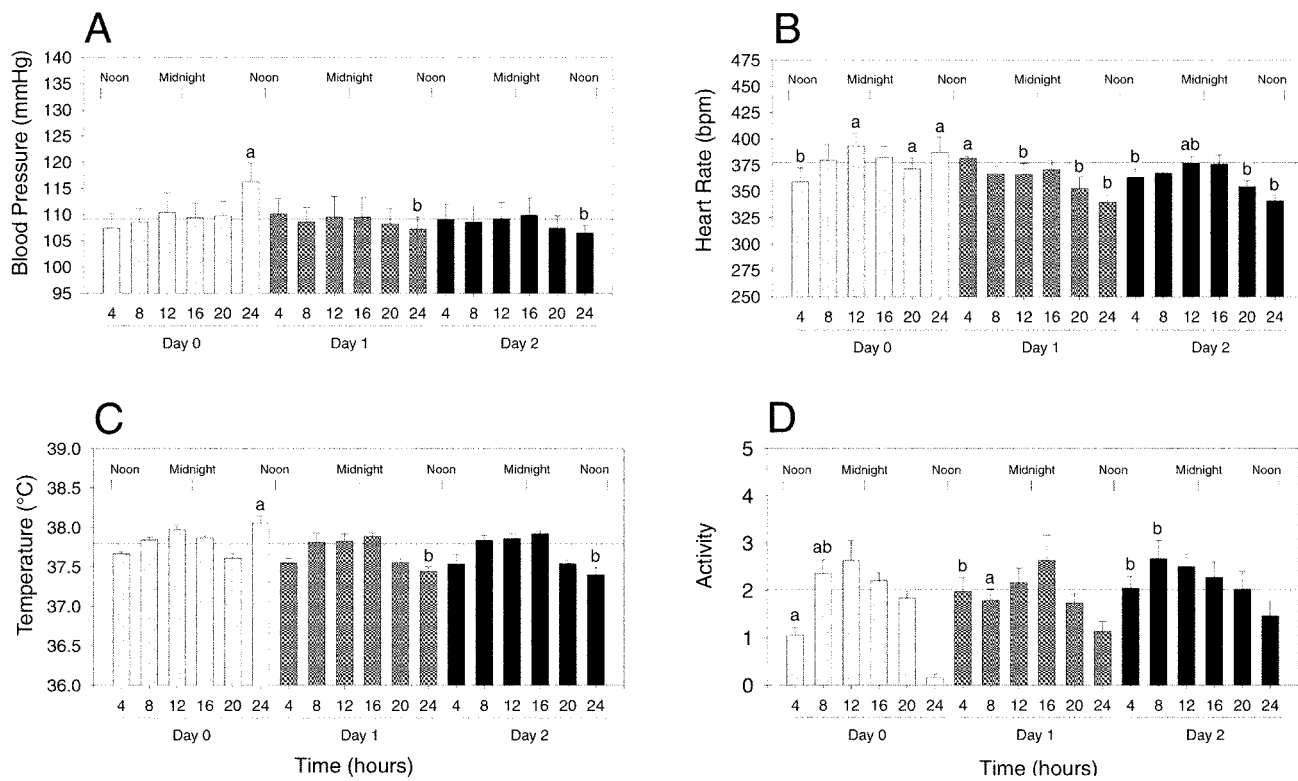 A
Blood Pressure (mmHg)
140
135
130
125
120
115
110
105
100
95
Noon Midnight Noon Midnight Noon Midnight Noon
a
b
b
4 8 12 16 20 24 4 8 12 16 20 24 4 8 12 16 20 24
Day 0 Day 1 Day 2
B
Heart Rate (bpm)
475
450
425
400
375
350
325
300
275
250
Noon Midnight Noon Midnight Noon Midnight Noon
b a a a a b b b b ab b b
4 8 12 16 20 24 4 8 12 16 20 24 4 8 12 16 20 24
Day 0 Day 1 Day 2
C
Temperature (°C)
39.0
38.5
38.0
37.5
37.0
36.5
36.0
Noon Midnight Noon Midnight Noon Midnight Noon
a
b
b
4 8 12 16 20 24 4 8 12 16 20 24 4 8 12 16 20 24
Day 0 Day 1 Day 2
Time (hours)
D
Activity
5
4
3
2
1
0
Noon Midnight Noon Midnight Noon Midnight Noon
a ab b a b b
4 8 12 16 20 24 4 8 12 16 20 24 4 8 12 16 20 24
Day 0 Day 1 Day 2
Time (hours)